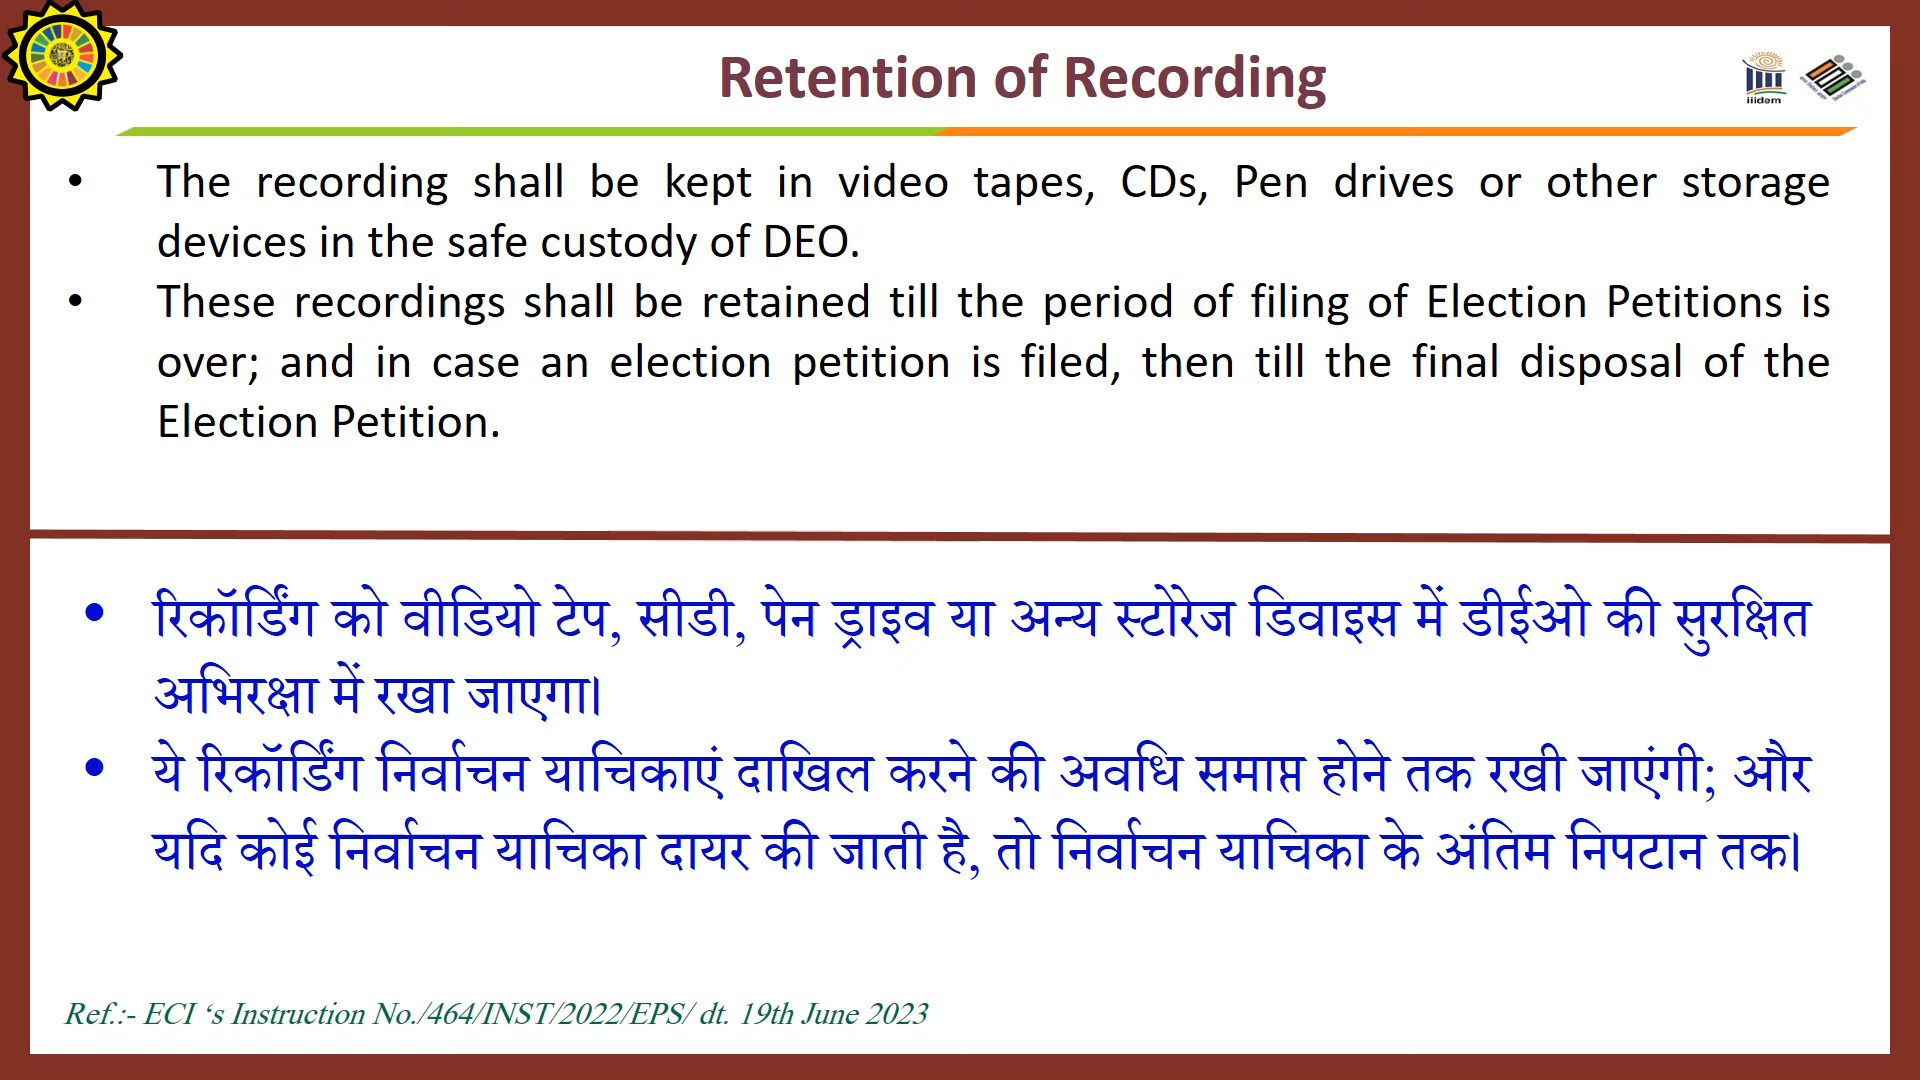 Retention of Recording
iiidem
• The recording shall be kept in video tapes, CDs, Pen drives or other storage
devices in the safe custody of DEO.
• These recordings shall be retained till the period of filing of Election Petitions is
over; and in case an election petition is filed, then till the final disposal of the
Election Petition.
• रिकॉर्डिंग को वीडियो टेप, सीडी, पेन ड्राइव या अन्य स्टोरेज डिवाइस में डीईओ की सुरक्षित
अभिरक्षा में रखा जाएगा।
• ये रिकॉर्डिंग निर्वाचन याचिकाएं दाखिल करने की अवधि समाप्त होने तक रखी जाएंगी; और
यदि कोई निर्वाचन याचिका दायर की जाती है, तो निर्वाचन याचिका के अंतिम निपटान तक।
Ref.:- ECI ‘s Instruction No./464/INST/2022/EPS/ dt. 19th June 2023